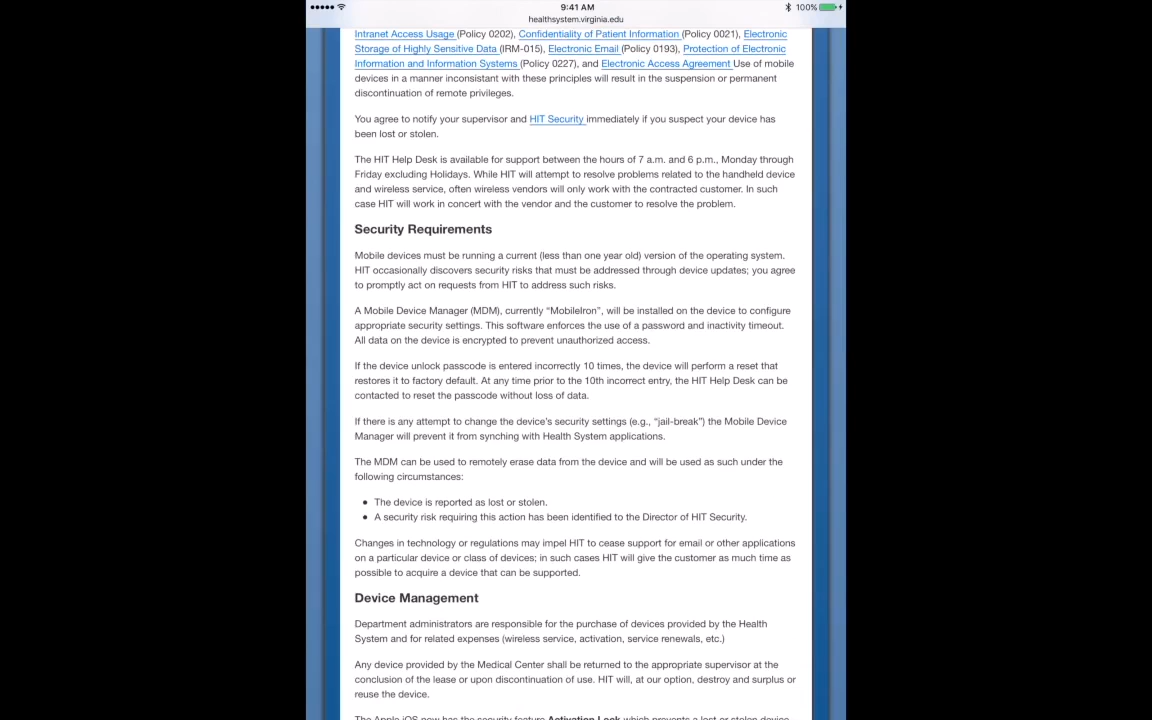 9:41 AM
100%
healthsystem.virginia.edu
Intranet Access Usage (Policy 0202), Confidentiality of Patient Information (Policy 0021), Electronic
Storage of Highly Sensitive Data (IRM-015), Electronic Email (Policy 0193), Protection of Electronic
Information and Information Systems (Policy 0227), and Electronic Access Agreement Use of mobile
devices in a manner inconsistant with these principles will result in the suspension or permanent
discontinuation of remote privileges.
You agree to notify your supervisor and HIT Security immediately if you suspect your device has
been lost or stolen.
The HIT Help Desk is available for support between the hours of 7 a.m. and 6 p.m., Monday through
Friday excluding Holidays. While HIT will attempt to resolve problems related to the handheld device
and wireless service, often wireless vendors will only work with the contracted customer. In such
case HIT will work in concert with the vendor and the customer to resolve the problem.
Security Requirements
Mobile devices must be running a current (less than one year old) version of the operating system.
HIT occasionally discovers security risks that must be addressed through device updates; you agree
to promptly act on requests from HIT to address such risks.
A Mobile Device Manager (MDM), currently “MobileIron”, will be installed on the device to configure
appropriate security settings. This software enforces the use of a password and inactivity timeout.
All data on the device is encrypted to prevent unauthorized access.
If the device unlock passcode is entered incorrectly 10 times, the device will perform a reset that
restores it to factory default. At any time prior to the 10th incorrect entry, the HIT Help Desk can be
contacted to reset the passcode without loss of data.
If there is any attempt to change the device’s security settings (e.g., “jail-break”) the Mobile Device
Manager will prevent it from synching with Health System applications.
The MDM can be used to remotely erase data from the device and will be used as such under the
following circumstances:
• The device is reported as lost or stolen.
• A security risk requiring this action has been identified to the Director of HIT Security.
Changes in technology or regulations may impel HIT to cease support for email or other applications
on a particular device or class of devices; in such cases HIT will give the customer as much time as
possible to acquire a device that can be supported.
Device Management
Department administrators are responsible for the purchase of devices provided by the Health
System and for related expenses (wireless service, activation, service renewals, etc.)
Any device provided by the Medical Center shall be returned to the appropriate supervisor at the
conclusion of the lease or upon discontinuation of use. HIT will, at our option, destroy and surplus or
reuse the device.
The Apple iOS now has the security feature Activation Lock which prevents a lost or stolen device